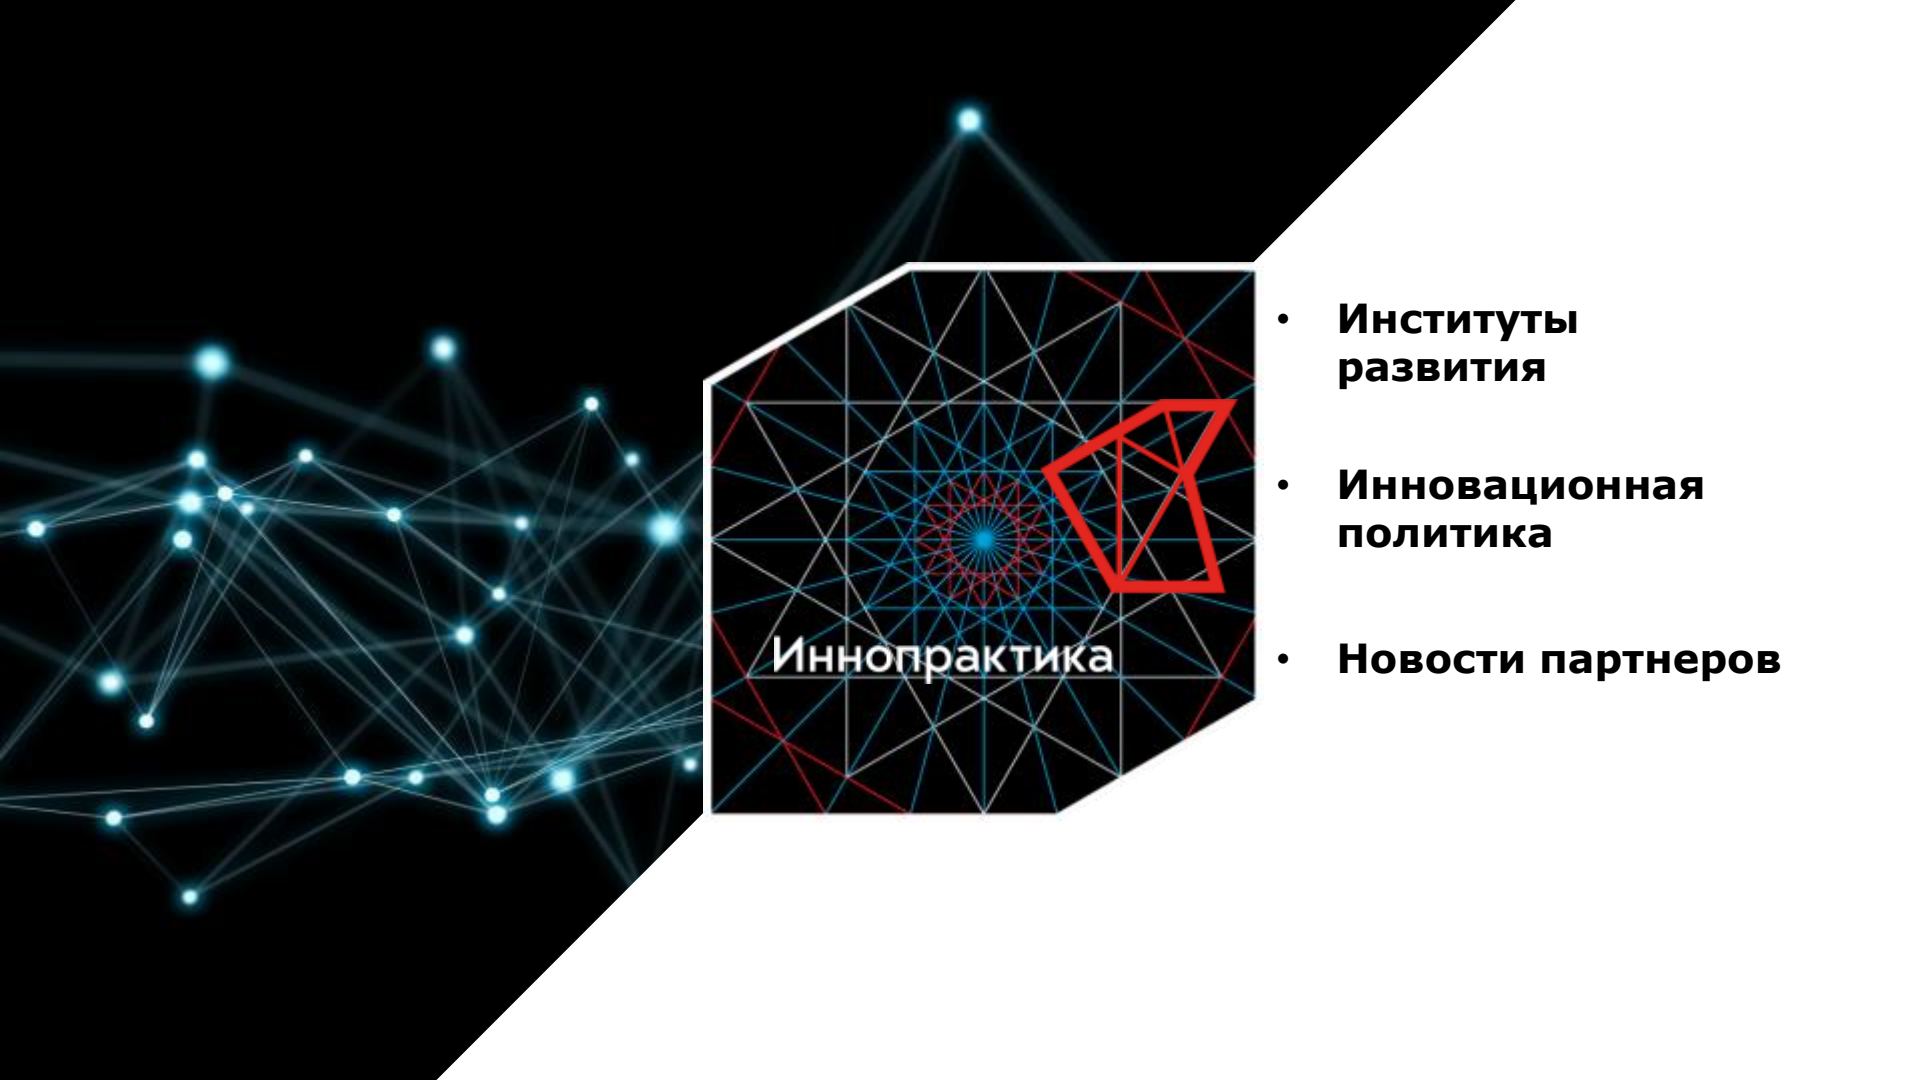 • Институты
развития
• Инновационная
политика
• Новости партнеров
Иннопрактика